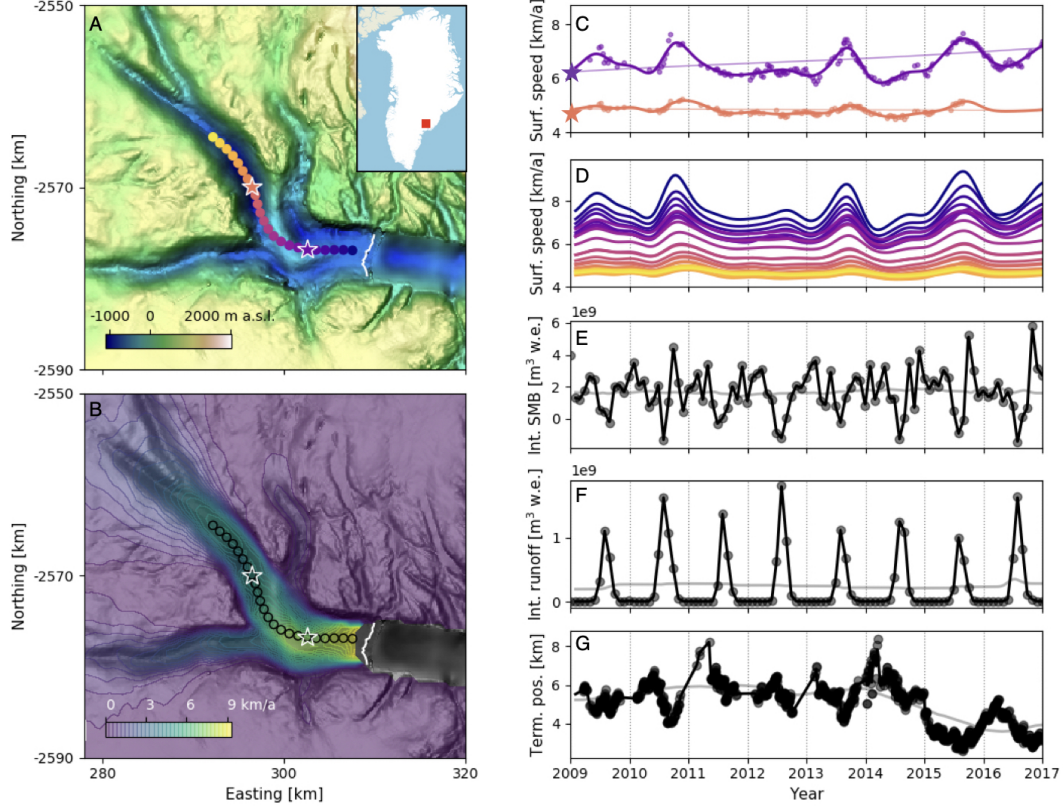 A
-2550
-2570
-2590
Northing [km]
-1000 0 2000 m a.s.l.
B
-2550
-2570
-2590
Northing [km]
0 3 6 9 km/a
280 300 320
Easting [km]
C
8
6
4
Surf. speed [km/a]
D
8
6
4
Surf. speed [km/a]
1e9
E
6
4
2
0
Int. SMB [m³ w.e.]
1e9
F
1
0
Int. runoff [m³ w.e.]
G
8
6
4
Term. pos. [km]
2009 2010 2011 2012 2013 2014 2015 2016 2017
Year